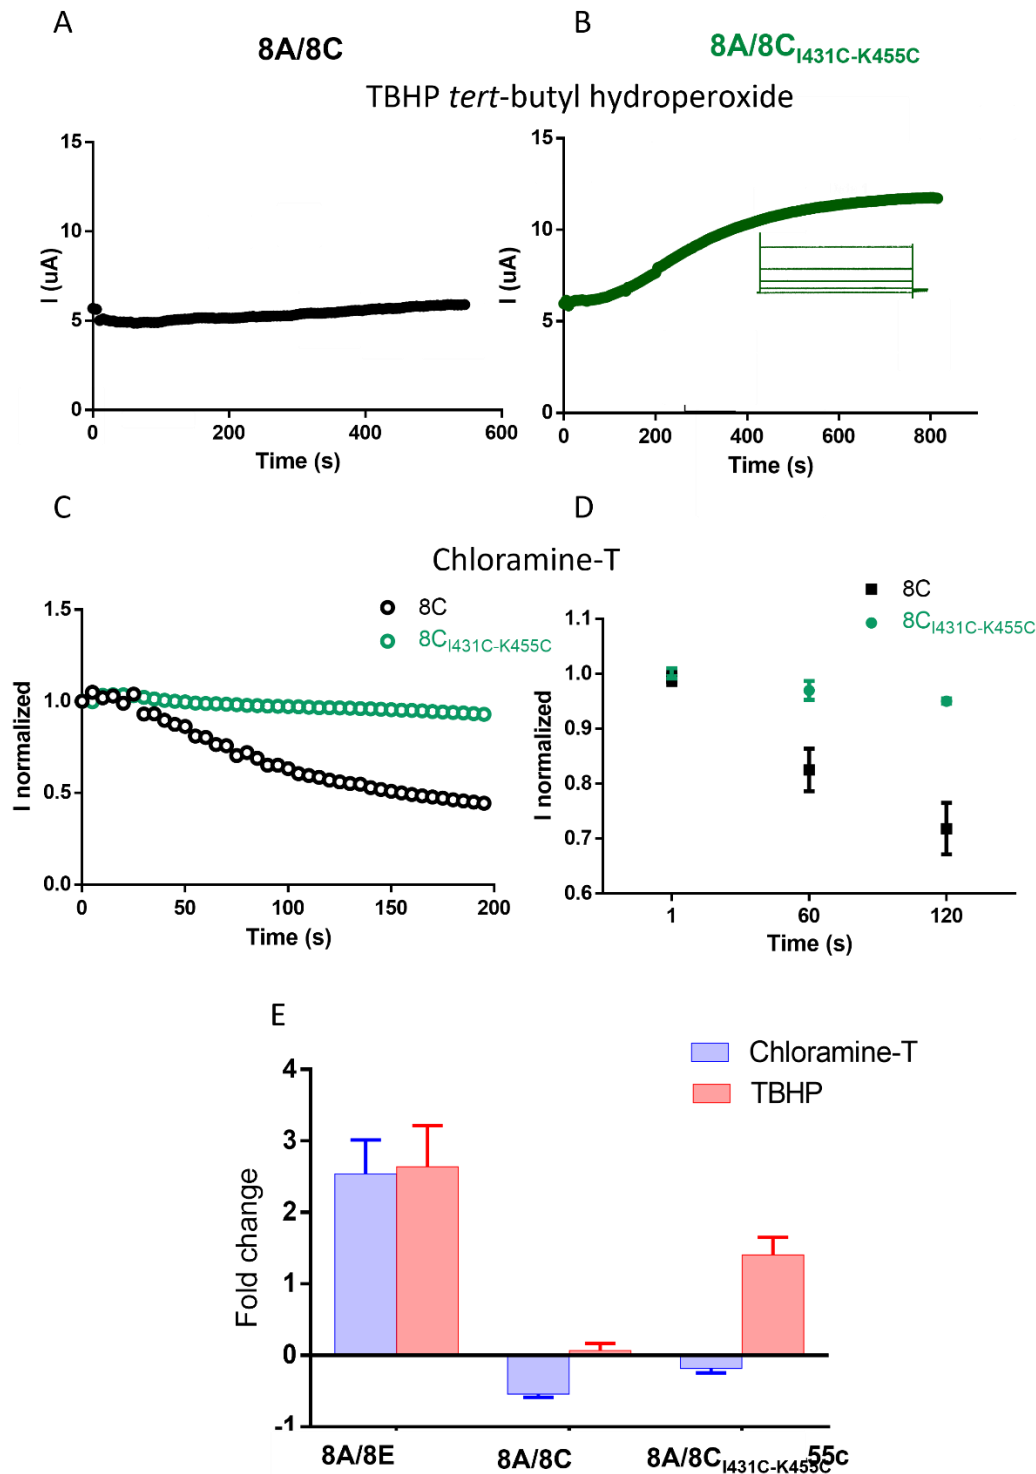 A
8A/8C
B
8A/8CI431C-K455C
TBHP tert-butyl hydroperoxide
15
10
5
0
I (uA)
0
200
400
600
Time (s)
15
10
5
0
I (uA)
0
200
400
600
800
Time (s)
C
D
Chloramine-T
8C
8CI431C-K455C
1.5
1.0
0.5
0.0
I normalized
0
50
100
150
200
Time (s)
8C
8CI431C-K455C
1.1
1.0
0.9
0.8
0.7
0.6
I normalized
1
60
120
Time (s)
E
Chloramine-T
TBHP
4
3
2
1
0
-1
Fold change
8A/8E
8A/8C
8A/8CI431C-K455C
55c